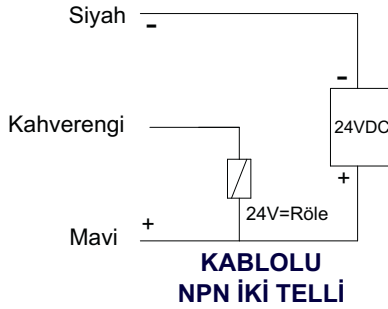 Siyah
-
-
Kahverengi
24VDC
+
24V=Röle
+
Mavi
KABLOLU
NPN İKİ TELLİ